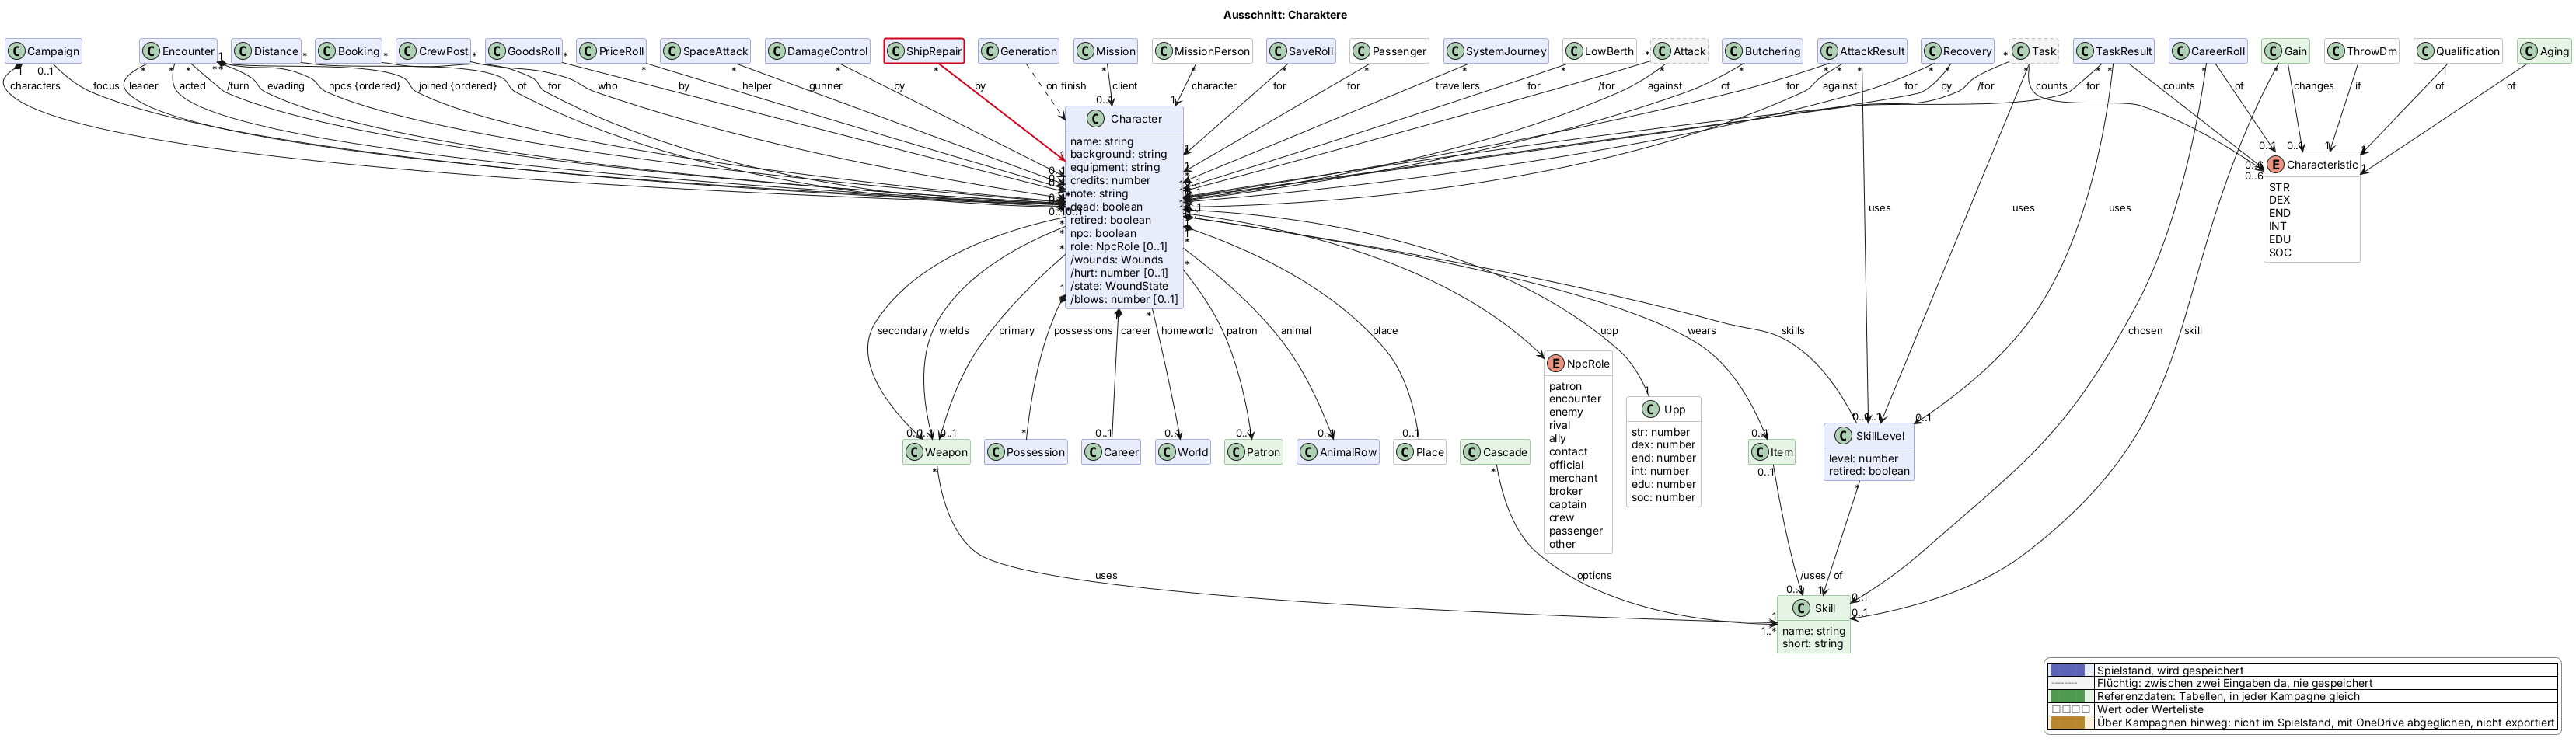 Ausschnitt: Charaktere
Campaign
Encounter
Distance
Booking
CrewPost
GoodsRoll
PriceRoll
SpaceAttack
DamageControl
ShipRepair
Generation
Mission
MissionPerson
SaveRoll
Passenger
SystemJourney
LowBerth
Attack
Butchering
AttackResult
Recovery
Task
TaskResult
CareerRoll
Gain
ThrowDm
Qualification
Aging
characters
focus
leader
acted
/turn
evading
npcs {ordered}
joined {ordered}
of
for
who
by
helper
gunner
by
by
on finish
client
character
for
for
travellers
for
/for
against
of
for
against
for
by
/for
counts
for
counts
of
changes
if
of
of
Character
name: string
background: string
equipment: string
credits: number
note: string
dead: boolean
retired: boolean
npc: boolean
role: NpcRole [0..1]
/wounds: Wounds
/hurt: number [0..1]
/state: WoundState
/blows: number [0..1]
Characteristic
STR
DEX
END
INT
EDU
SOC
uses
uses
uses
secondary
wields
primary
possessions
career
homeworld
patron
animal
place
upp
wears
skills
chosen
skill
NpcRole
patron
encounter
enemy
rival
ally
contact
official
merchant
broker
captain
crew
passenger
other
Upp
str: number
dex: number
end: number
int: number
edu: number
soc: number
Weapon
Possession
Career
World
Patron
AnimalRow
Place
Cascade
Item
SkillLevel
level: number
retired: boolean
uses
options
/uses
of
Skill
name: string
short: string
Spielstand, wird gespeichert
Flüchtig: zwischen zwei Eingaben da, nie gespeichert
Referenzdaten: Tabellen, in jeder Kampagne gleich
Wert oder Werteliste
Über Kampagnen hinweg: nicht im Spielstand, mit OneDrive abgeglichen, nicht exportiert